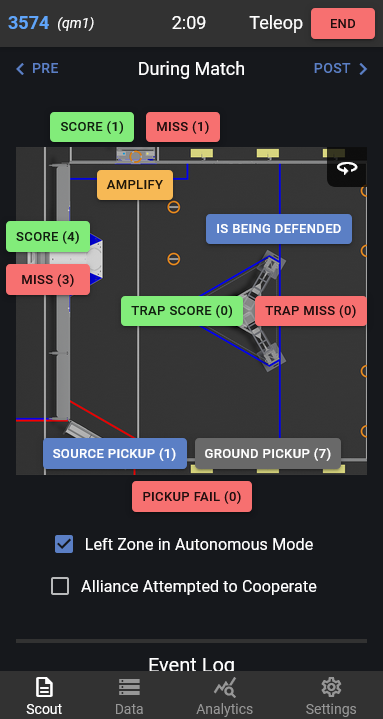 3574 (qm1) 2:09 Teleop END
PRE During Match POST
SCORE (1) MISS (1)
AMPLIFY
IS BEING DEFENDED
SCORE (4)
MISS (3)
TRAP SCORE (0) TRAP MISS (0)
SOURCE PICKUP (1) GROUND PICKUP (7)
PICKUP FAIL (0)
Left Zone in Autonomous Mode
Alliance Attempted to Cooperate
Event Log
Scout Data Analytics Settings